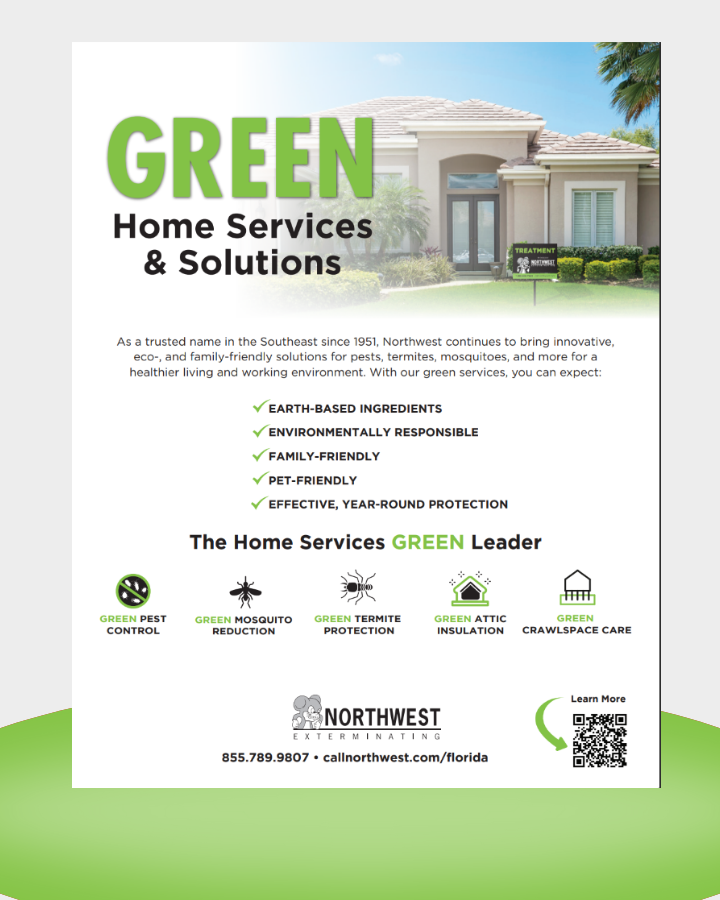 GREEN
Home Services
& Solutions
TREATMENT
NORTHWEST
As a trusted name in the Southeast since 1951, Northwest continues to bring innovative,
eco-, and family-friendly solutions for pests, termites, mosquitoes, and more for a
healthier living and working environment. With our green services, you can expect:
EARTH-BASED INGREDIENTS
ENVIRONMENTALLY RESPONSIBLE
FAMILY-FRIENDLY
PET-FRIENDLY
EFFECTIVE, YEAR-ROUND PROTECTION
The Home Services GREEN Leader
GREEN PEST
CONTROL
GREEN MOSQUITO
REDUCTION
GREEN TERMITE
PROTECTION
GREEN ATTIC
INSULATION
GREEN
CRAWLSPACE CARE
NORTHWEST
EXTERMINATING
855.789.9807 • callnorthwest.com/florida
Learn More